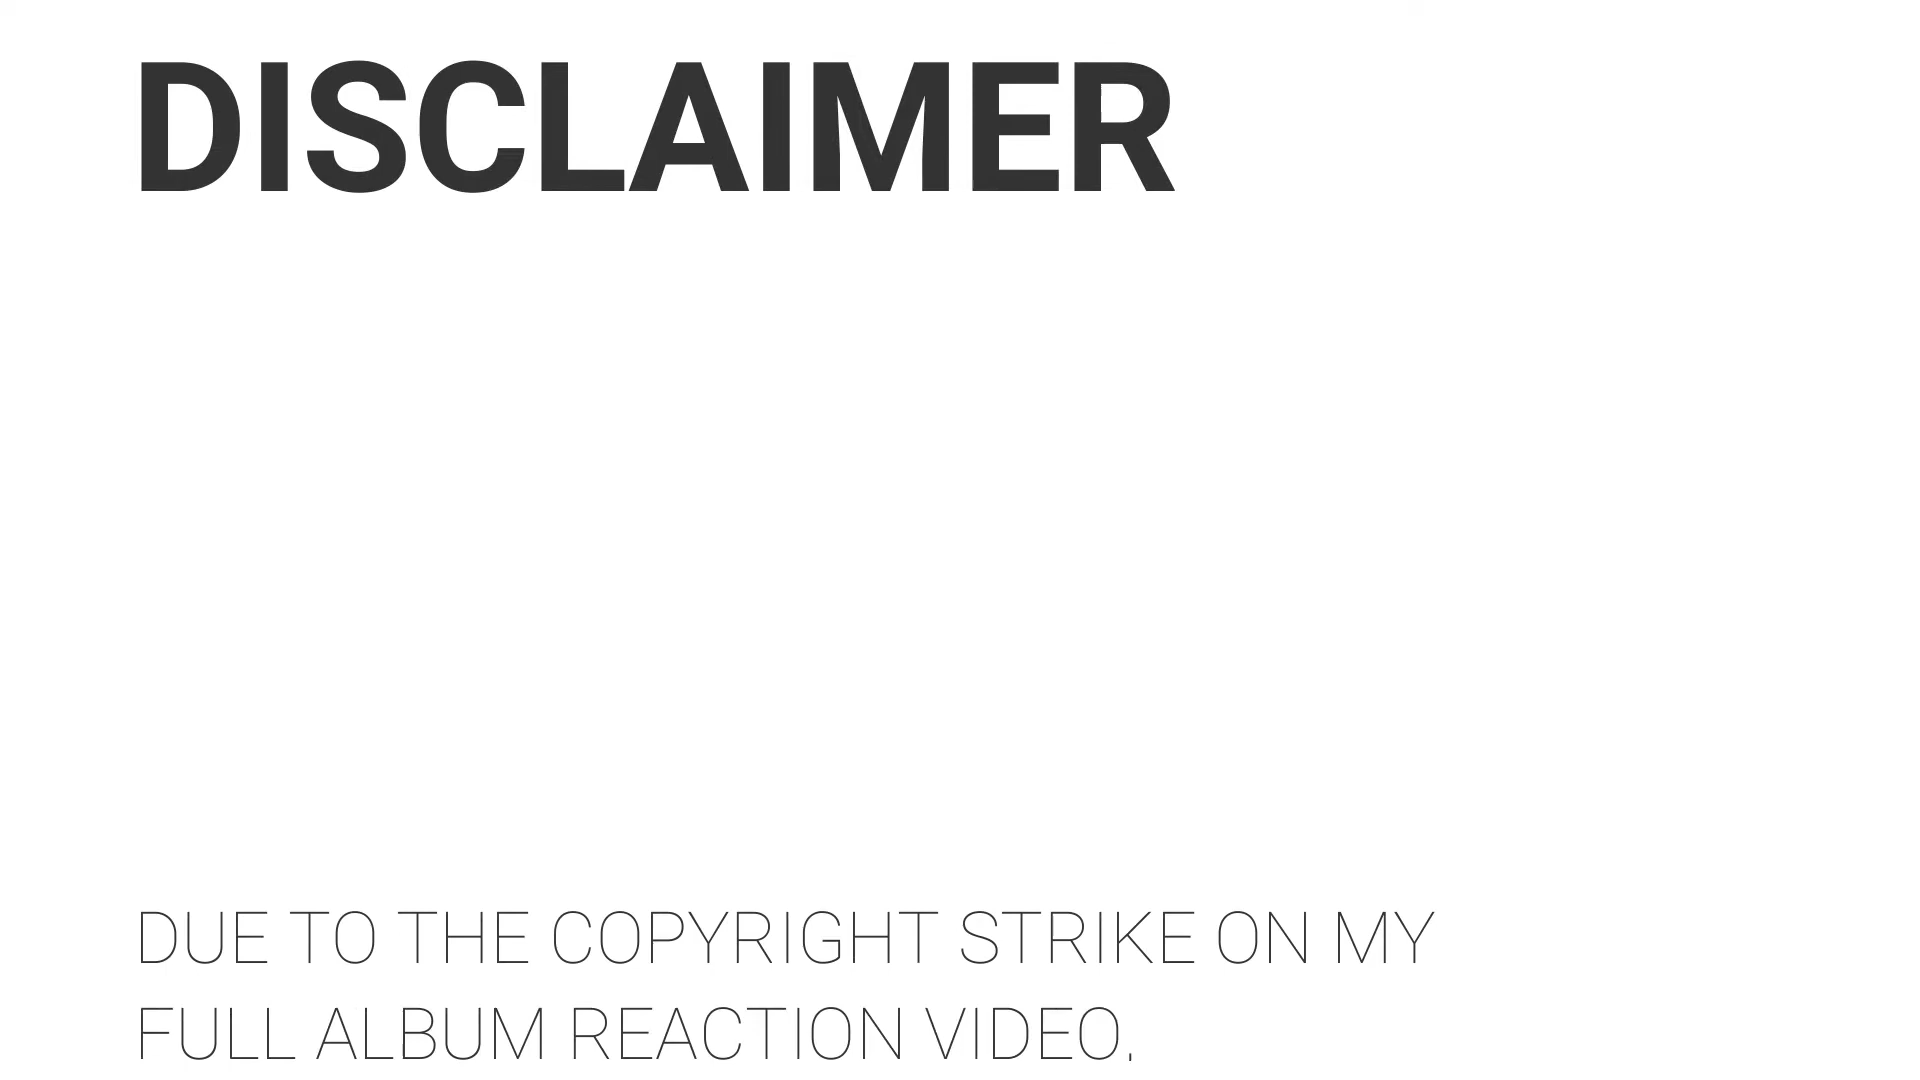 DISCLAIMER
DUE TO THE COPYRIGHT STRIKE ON MY
FULL ALBUM REACTION VIDEO,